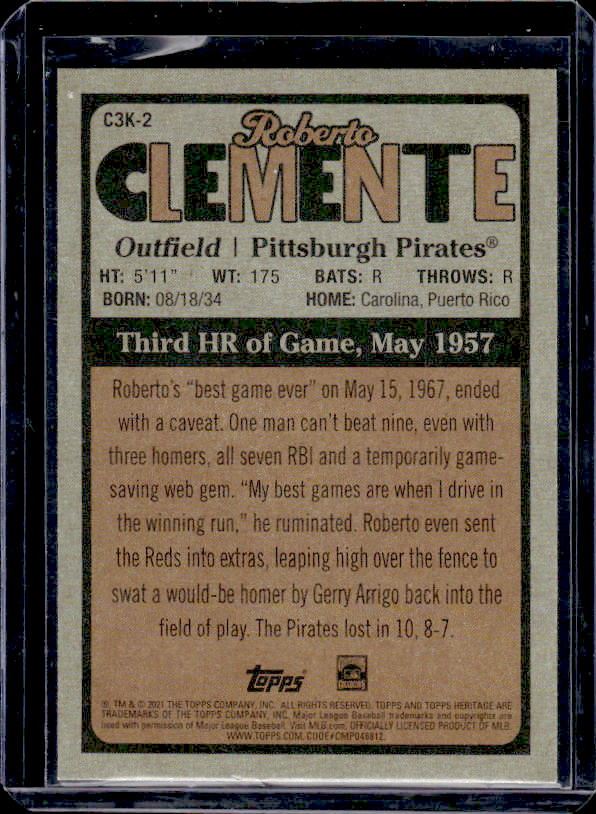 C3K-2
Roberto
CLEMENTE
Outfield | Pittsburgh Pirates®
HT: 5'11" WT: 175 BATS: R THROWS: R
BORN: 08/18/34 HOME: Carolina, Puerto Rico
Third HR of Game, May 1957
Roberto's "best game ever" on May 15, 1967, ended
with a caveat. One man can't beat nine, even with
three homers, all seven RBI and a temporarily game-
saving web gem. "My best games are when I drive in
the winning run," he ruminated. Roberto even sent
the Reds into extras, leaping high over the fence to
swat a would-be homer by Gerry Arrigo back into the
field of play. The Pirates lost in 10, 8-7.
Topps
®, TM & © 2021 THE TOPPS COMPANY, INC. ALL RIGHTS RESERVED. TOPPS AND TOPPS HERITAGE ARE
TRADEMARKS OF THE TOPPS COMPANY, INC. Major League Baseball trademarks and copyrights are
used with permission of Major League Baseball. Visit MLB.com. OFFICIALLY LICENSED PRODUCT OF MLB.
WWW.TOPPS.COM. CODE#CMP046812.